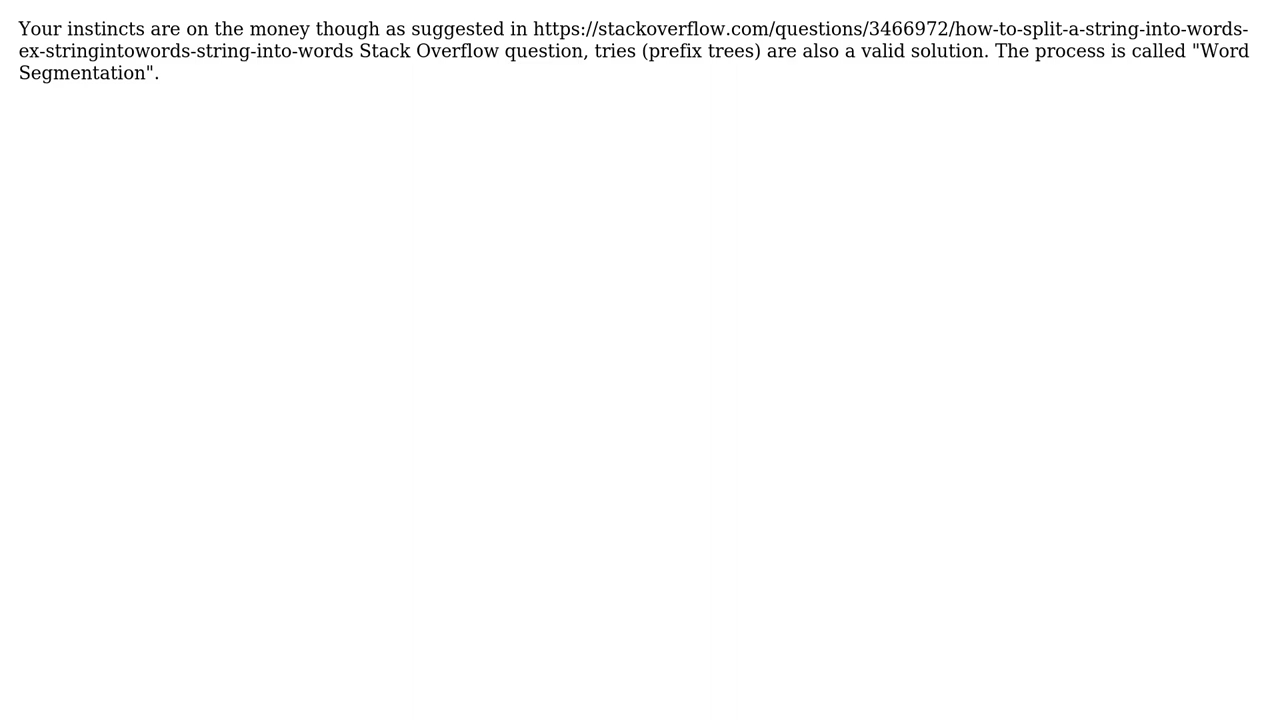 Your instincts are on the money though as suggested in https://stackoverflow.com/questions/3466972/how-to-split-a-string-into-words-
ex-stringintowords-string-into-words Stack Overflow question, tries (prefix trees) are also a valid solution. The process is called "Word
Segmentation".